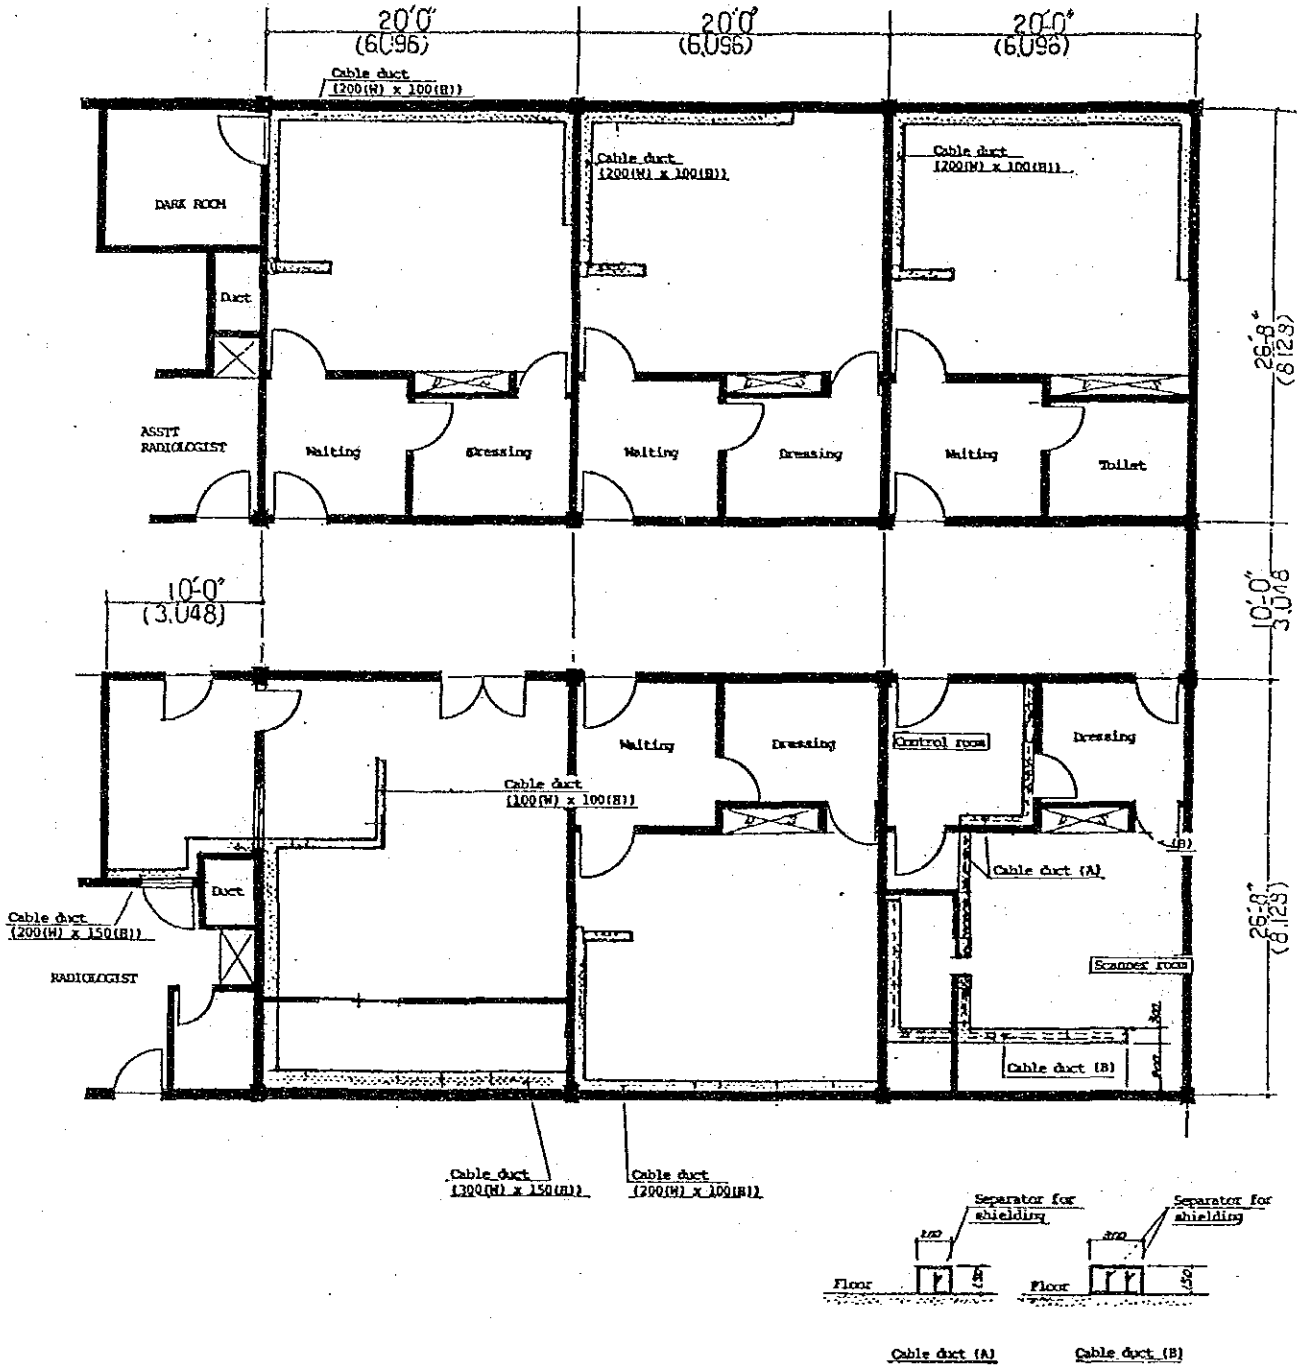 20'0" 20'0" 20'-0"
(6,096) (6,096) (6,096)
Cable duct
(200(W) x 100(H))
Cable duct
(200(W) x 100(H))
Cable duct
(200(W) x 100(H))
DARK ROOM
Duct
26'-8"
(8.128)
ASSTT
RADIOLOGIST
Waiting
Dressing
Waiting
Dressing
Waiting
Toilet
10'-0"
(3.048)
10'-0"
3.048
Waiting
Dressing
Control room
Dressing
Cable duct
(100(W) x 100(H))
(B)
Cable duct (A)
Duct
Cable duct
(200(W) x 150(H))
26'-8"
(8.128)
RADIOLOGIST
Scanner room
300
Cable duct (B)
Cable duct
(300(W) x 150(H))
Cable duct
(200(W) x 100(H))
Separator for
shielding
Separator for
shielding
Floor
150
Floor
150
Cable duct (A)
Cable duct (B)